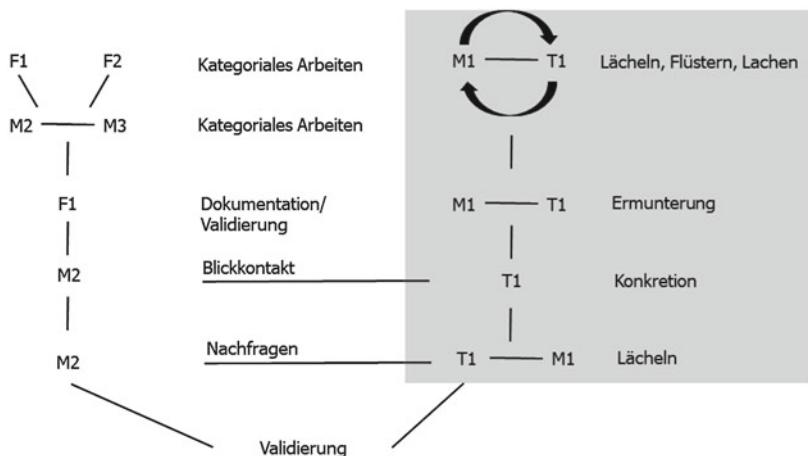 F1 F2 Kategoriales Arbeiten M1 T1 Lächeln, Flüstern, Lachen
M2 M3 Kategoriales Arbeiten
F1 Dokumentation/ M1 T1 Ermunterung
Validierung
M2 Blickkontakt T1 Konkretion
M2 Nachfragen T1 M1 Lächeln
Validierung